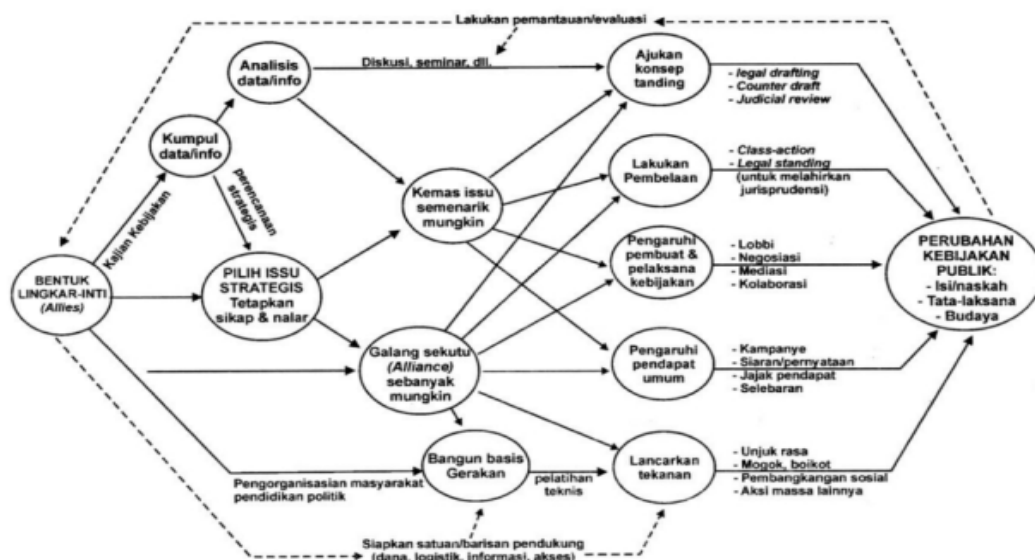 Lakukan pemantauan/evaluasi
Analisis
data/info
Diskusi, seminar, dll.
Ajukan
konsep
tanding
- legal drafting
- Counter draft
- Judicial review
Kumpul
data/info
Kajian Kebijakan
perencanaan
strategis
Kemas issu
semenarik
mungkin
Lakukan
Pembelaan
- Class-action
- Legal standing
(untuk melahirkan
jurisprudensi)
BENTUK
LINGKAR-INTI
(Allies)
PILIH ISSU
STRATEGIS
Tetapkan
sikap & nalar
Pengaruhi
pembuat &
pelaksana
kebijakan
- Lobbi
- Negosiasi
- Mediasi
- Kolaborasi
PERUBAHAN
KEBIJAKAN
PUBLIK:
- Isi/naskah
- Tata-laksana
- Budaya
Galang sekutu
(Alliance)
sebanyak
mungkin
Pengaruhi
pendapat
umum
- Kampanye
- Siaran/pernyataan
- Jajak pendapat
- Selebaran
Bangun basis
Gerakan
Pengorganisasian masyarakat
pendidikan politik
pelatihan
teknis
Lancarkan
tekanan
- Unjuk rasa
- Mogok, boikot
- Pembangkangan sosial
- Aksi massa lainnya
Siapkan satuan/barisan pendukung
(dana, logistik, informasi, akses)